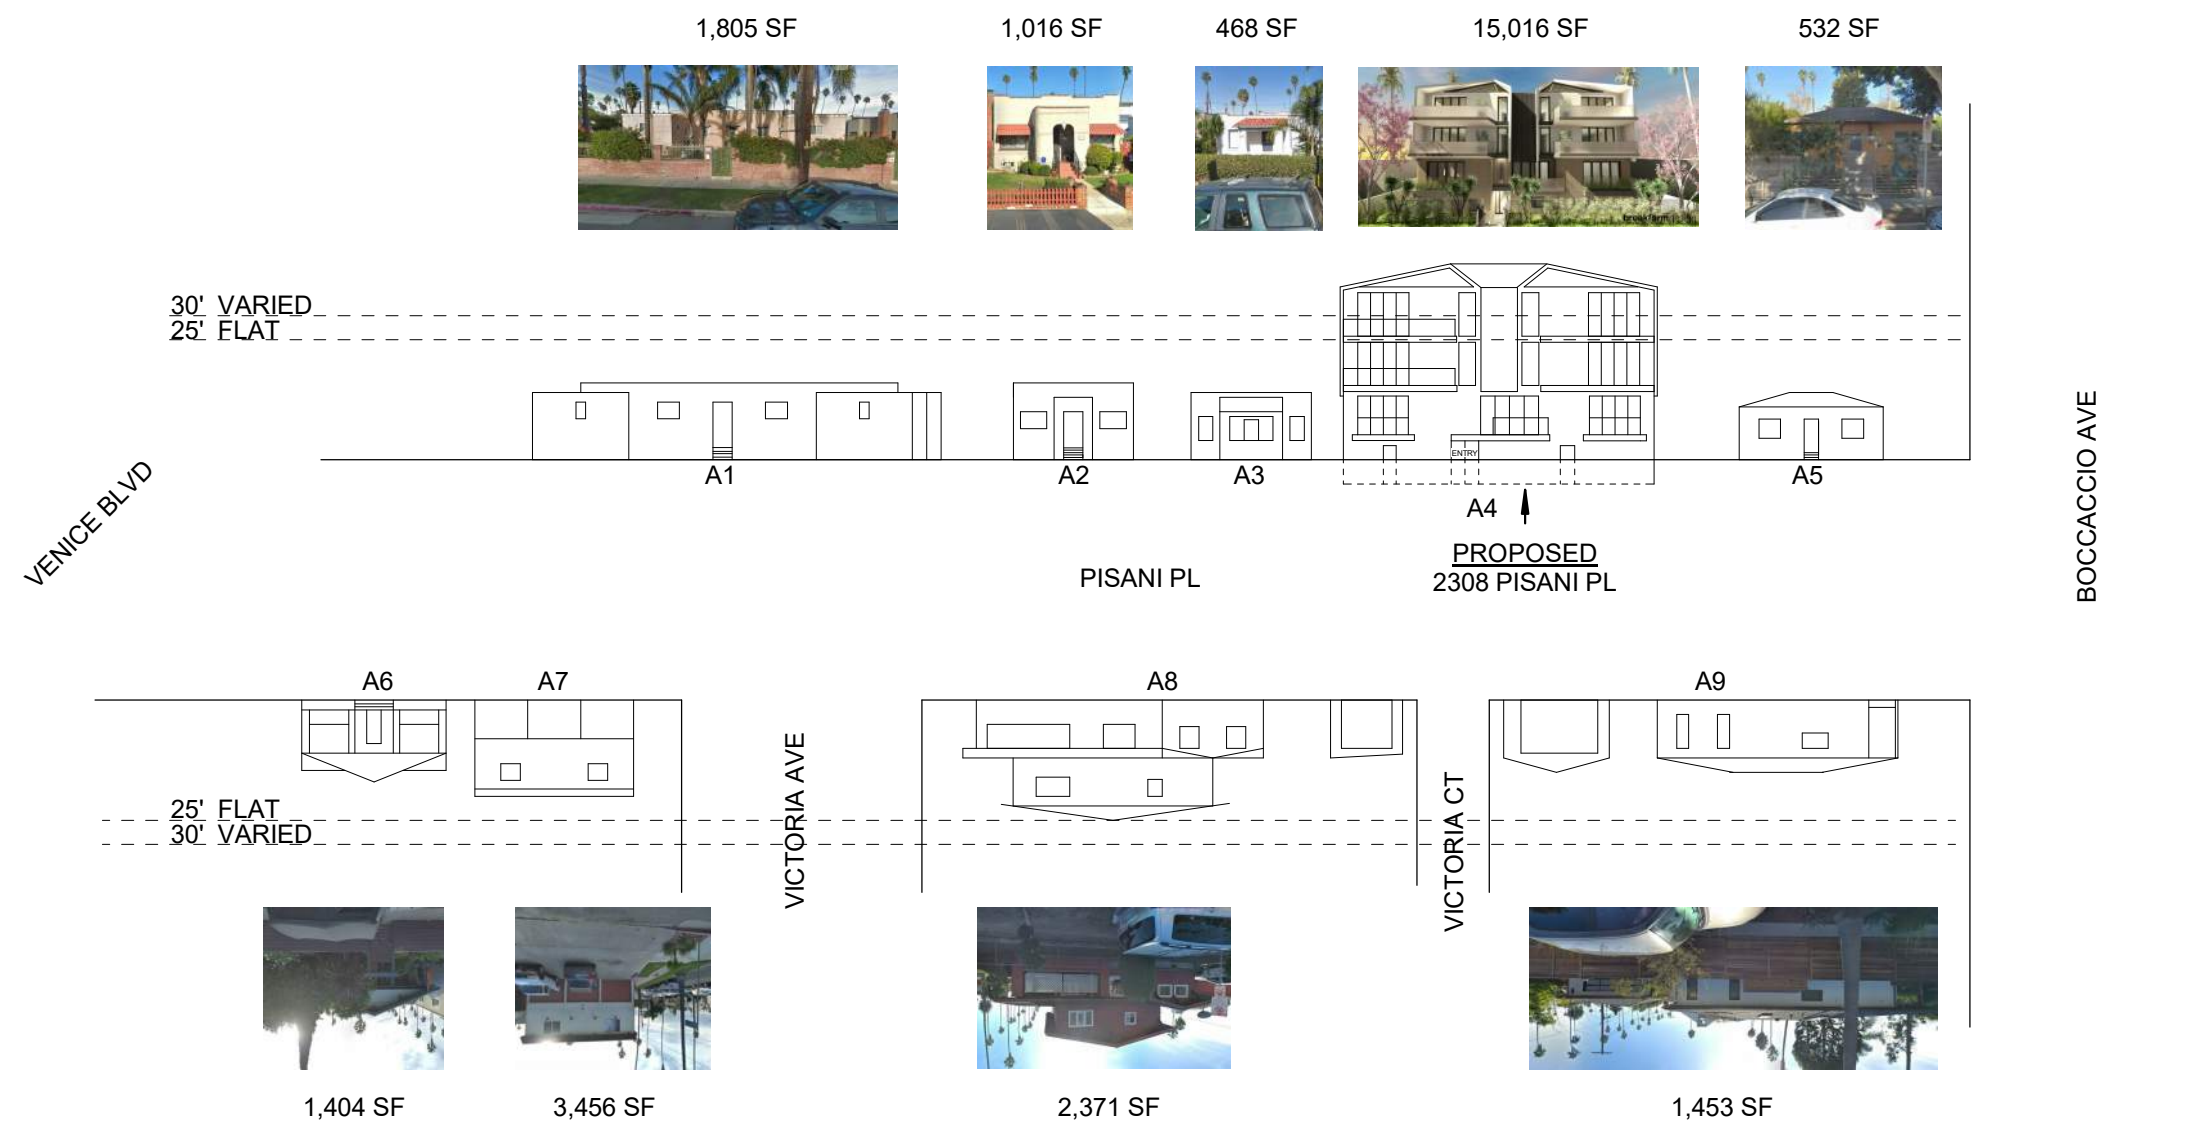 1,805 SF
1,016 SF
468 SF
15,016 SF
532 SF
breakform
30' VARIED
25' FLAT
ENTRY
A1
A2
A3
A4
A5
VENICE BLVD
PISANI PL
PROPOSED
2308 PISANI PL
BOCCACCIO AVE
A6
A7
A8
A9
VICTORIA AVE
VICTORIA CT
25' FLAT
30' VARIED
1,404 SF
3,456 SF
2,371 SF
1,453 SF